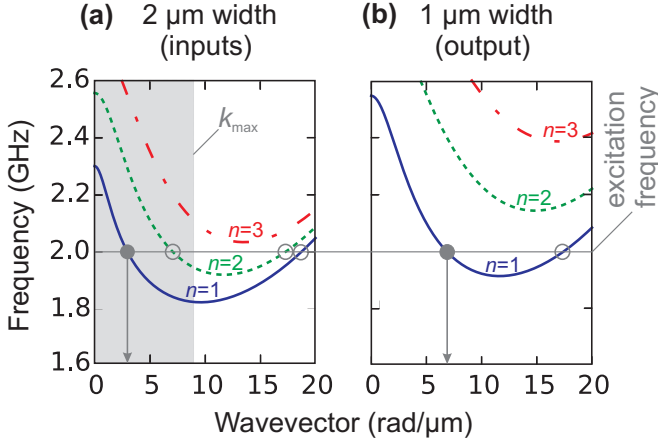 (a) 2 µm width
(inputs)
(b) 1 µm width
(output)
Frequency (GHz)
2.6
2.4
2.2
2.0
1.8
1.6
kmax
n=3
n=2
n=1
0 5 10 15 20
n=3
n=2
n=1
0 5 10 15 20
excitation
frequency
Wavevector (rad/µm)